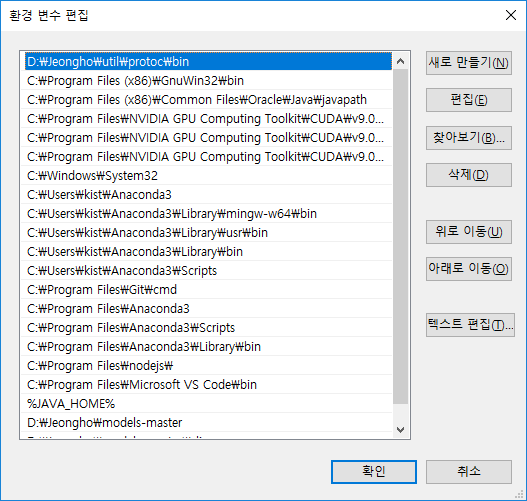 환경 변수 편집
D:₩Jeongho₩util₩protoc₩bin
C:₩Program Files (x86)₩GnuWin32₩bin
C:₩Program Files (x86)₩Common Files₩Oracle₩Java₩javapath
C:₩Program Files₩NVIDIA GPU Computing Toolkit₩CUDA₩v9.0...
C:₩Program Files₩NVIDIA GPU Computing Toolkit₩CUDA₩v9.0...
C:₩Program Files₩NVIDIA GPU Computing Toolkit₩CUDA₩v9.0...
C:₩Windows₩System32
C:₩Users₩kist₩Anaconda3
C:₩Users₩kist₩Anaconda3₩Library₩mingw-w64₩bin
C:₩Users₩kist₩Anaconda3₩Library₩usr₩bin
C:₩Users₩kist₩Anaconda3₩Library₩bin
C:₩Users₩kist₩Anaconda3₩Scripts
C:₩Program Files₩Git₩cmd
C:₩Program Files₩Anaconda3
C:₩Program Files₩Anaconda3₩Scripts
C:₩Program Files₩Anaconda3₩Library₩bin
C:₩Program Files₩nodejs₩
C:₩Program Files₩Microsoft VS Code₩bin
%JAVA_HOME%
D:₩Jeongho₩models-master
새로 만들기(N)
편집(E)
찾아보기(B)...
삭제(D)
위로 이동(U)
아래로 이동(O)
텍스트 편집(T)...
확인
취소